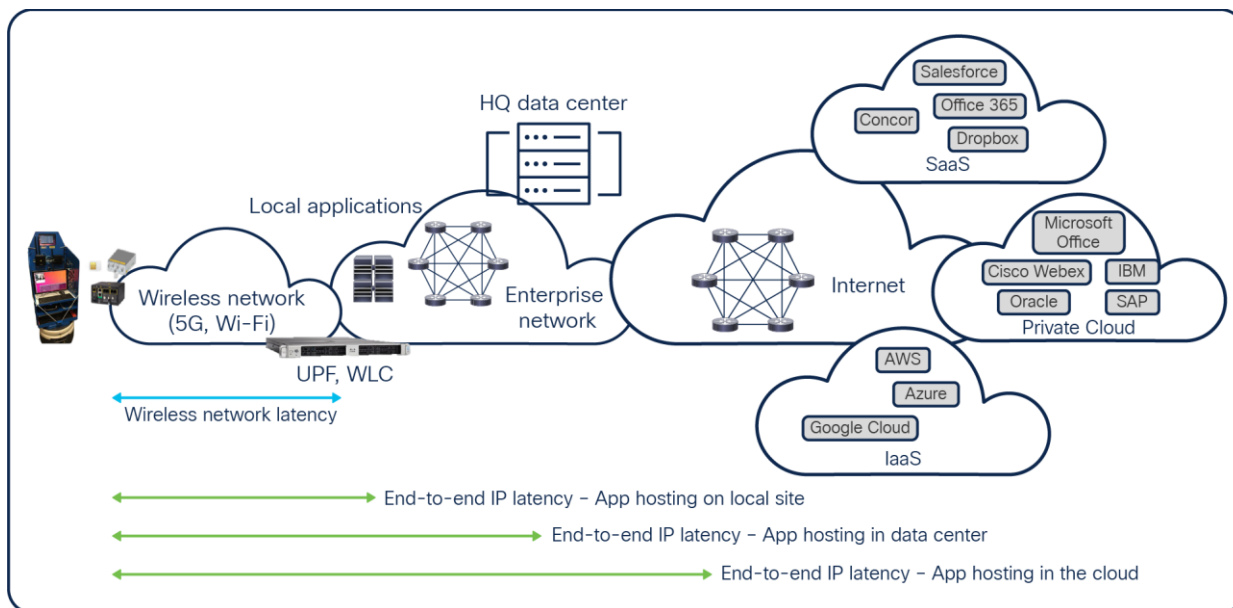 Salesforce
Office 365
Concor
Dropbox
SaaS
HQ data center
Local applications
Microsoft
Office
Cisco Webex
IBM
Oracle
SAP
Private Cloud
Wireless network
(5G, Wi-Fi)
Enterprise
network
Internet
UPF, WLC
AWS
Azure
Google Cloud
IaaS
Wireless network latency
End-to-end IP latency – App hosting on local site
End-to-end IP latency – App hosting in data center
End-to-end IP latency – App hosting in the cloud